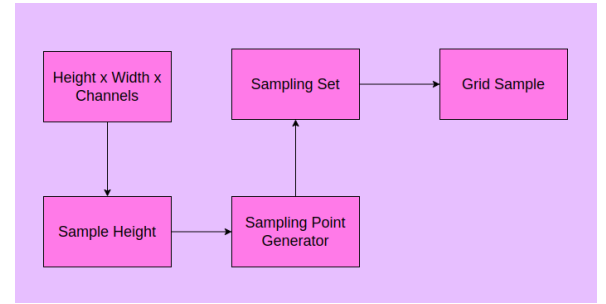 Height x Width x
Channels
Sampling Set
Grid Sample
Sample Height
Sampling Point
Generator